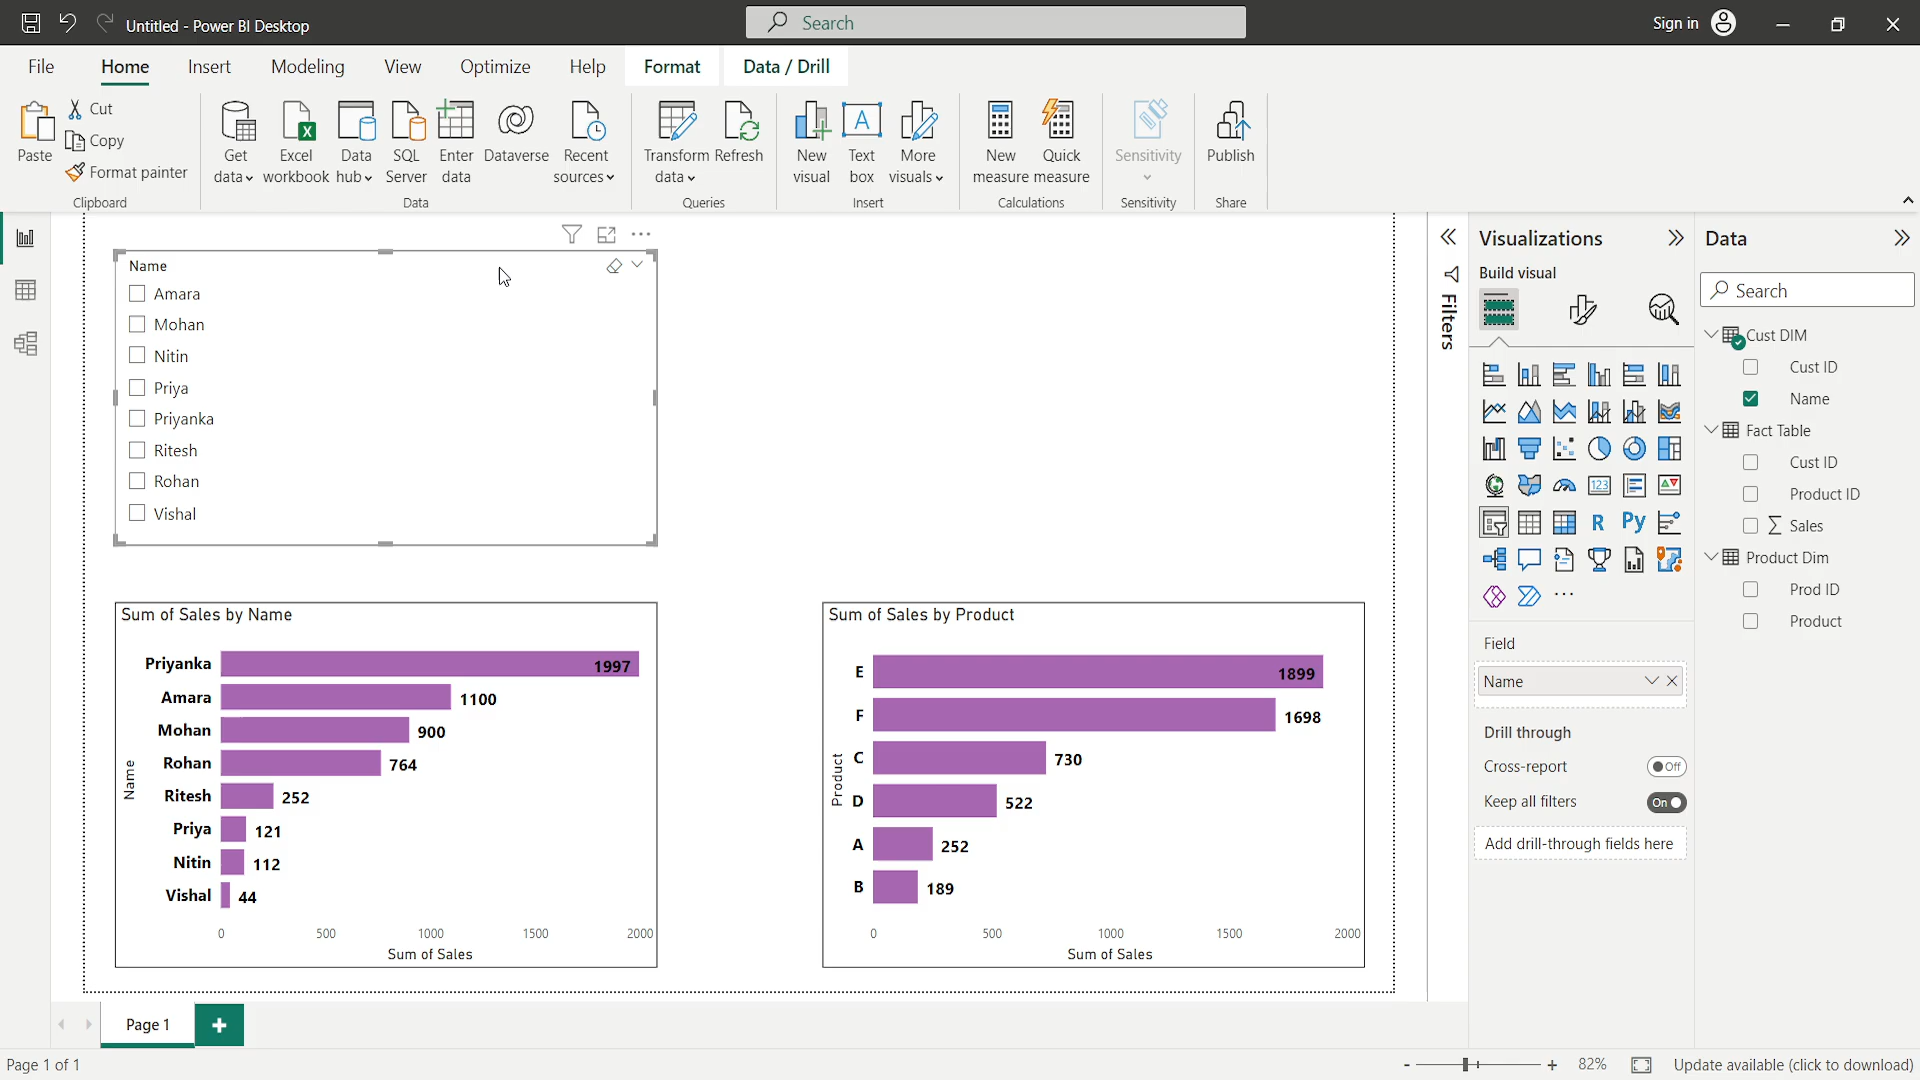 Untitled - Power BI Desktop
Search
Sign in
File Home Insert Modeling View Optimize Help Format Data / Drill
Paste
Cut
Copy
Format painter
Clipboard
Get data
Excel workbook
Data hub
SQL Server
Enter data
Dataverse
Recent sources
Data
Transform data
Refresh
Queries
New visual
Text box
More visuals
Insert
New measure
Quick measure
Calculations
Sensitivity
Sensitivity
Publish
Share
Name
Amara
Mohan
Nitin
Priya
Priyanka
Ritesh
Rohan
Vishal
Sum of Sales by Name
Name
Priyanka 1997
Amara 1100
Mohan 900
Rohan 764
Ritesh 252
Priya 121
Nitin 112
Vishal 44
0 500 1000 1500 2000
Sum of Sales
Sum of Sales by Product
Product
E 1899
F 1698
C 730
D 522
A 252
B 189
0 500 1000 1500 2000
Sum of Sales
Filters
Visualizations
Build visual
123
R
Py
Field
Name
Drill through
Cross-report Off
Keep all filters On
Add drill-through fields here
Data
Search
Cust DIM
Cust ID
Name
Fact Table
Cust ID
Product ID
Σ Sales
Product Dim
Prod ID
Product
Page 1 +
Page 1 of 1
- + 82%
Update available (click to download)